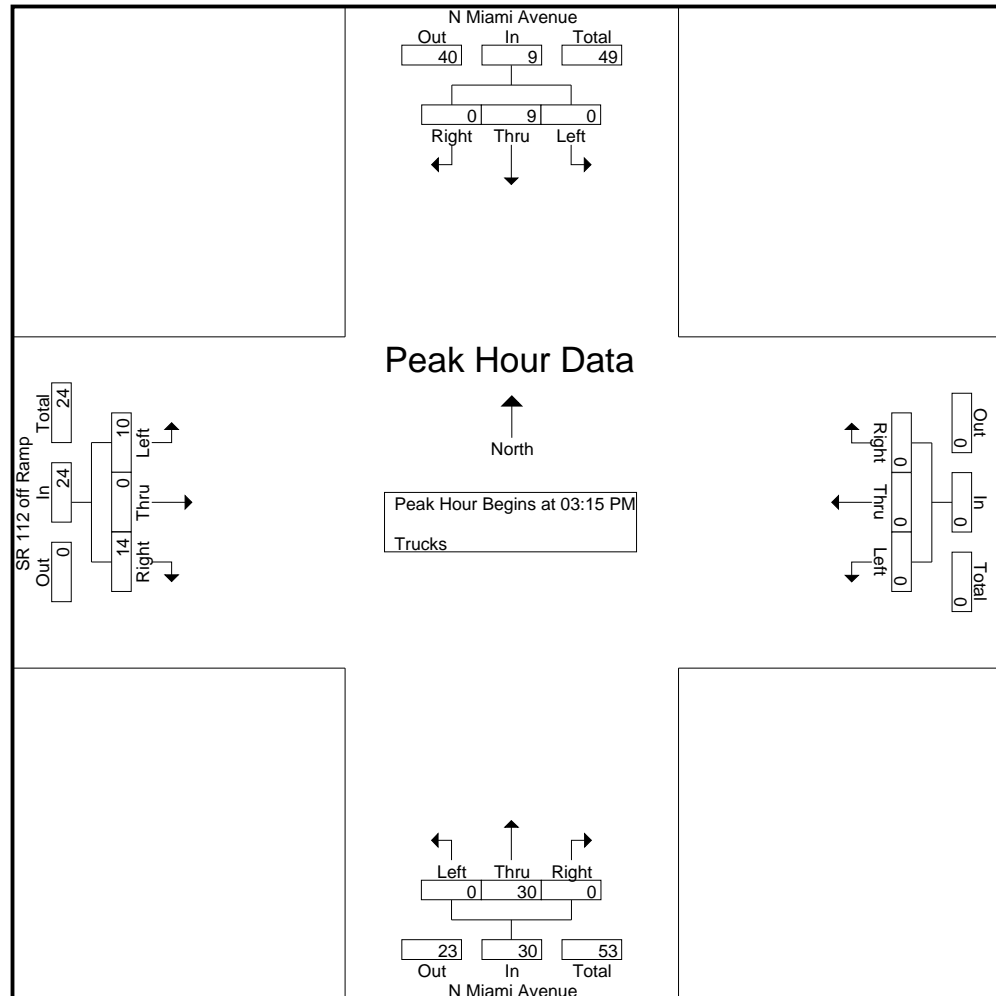 N Miami Avenue
Out In Total
40 9 49
0 9 0
Right Thru Left
Peak Hour Data
North
Peak Hour Begins at 03:15 PM
Trucks
SR 112 off Ramp
Total In Out
24 24 0
10 0 14
Left Thru Right
Right Thru Left
0 0 0
0 0 0
Out In Total
Left Thru Right
0 30 0
23 30 53
Out In Total
N Miami Avenue